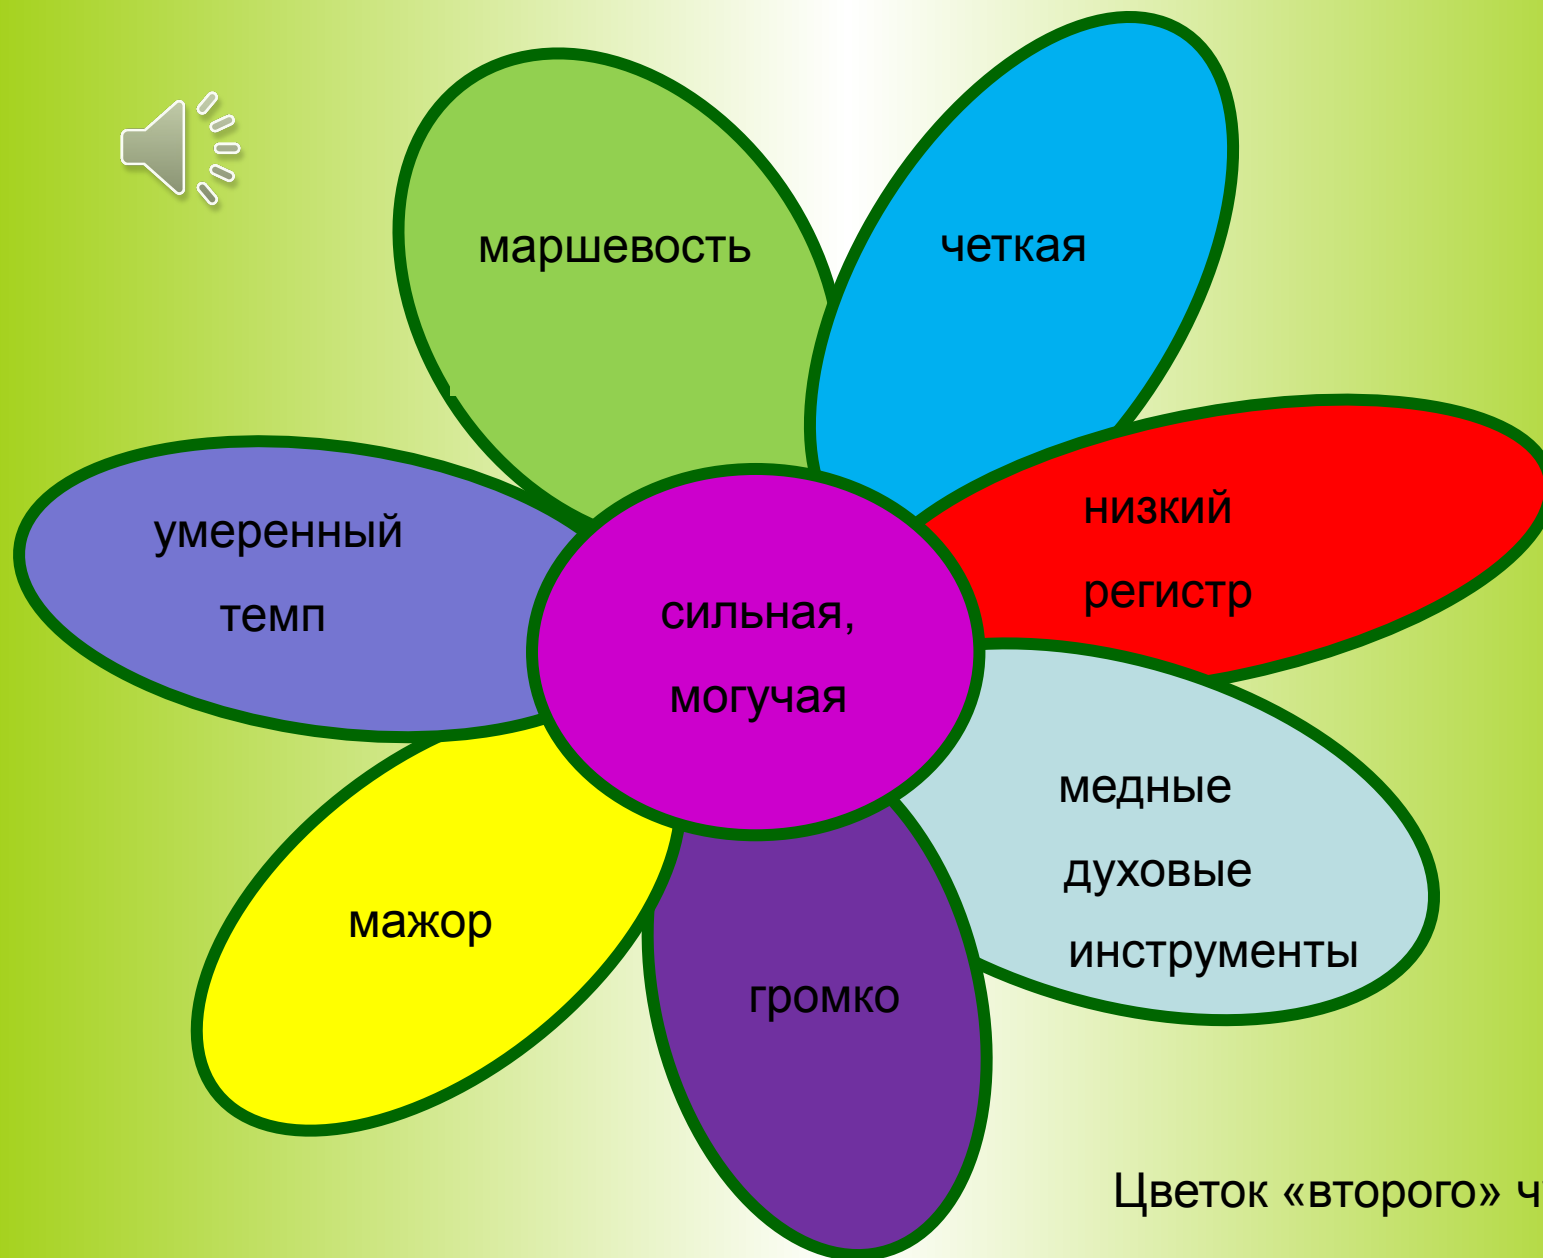 маршевость
четкая
низкий
регистр
умеренный
темп
сильная,
могучая
медные
духовые
инструменты
мажор
громко
Цветок «второго»